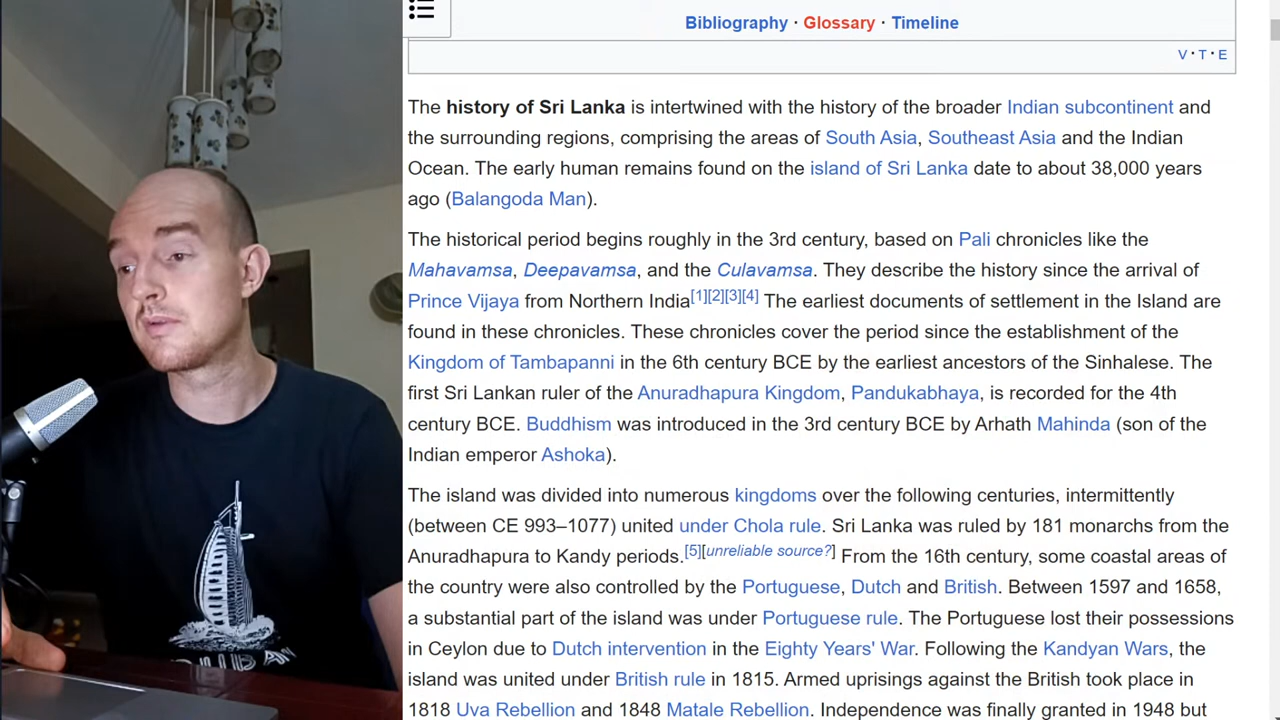 Bibliography · Glossary · Timeline
V · T · E
The history of Sri Lanka is intertwined with the history of the broader Indian subcontinent and
the surrounding regions, comprising the areas of South Asia, Southeast Asia and the Indian
Ocean. The early human remains found on the island of Sri Lanka date to about 38,000 years
ago (Balangoda Man).
The historical period begins roughly in the 3rd century, based on Pali chronicles like the
Mahavamsa, Deepavamsa, and the Culavamsa. They describe the history since the arrival of
Prince Vijaya from Northern India[1][2][3][4] The earliest documents of settlement in the Island are
found in these chronicles. These chronicles cover the period since the establishment of the
Kingdom of Tambapanni in the 6th century BCE by the earliest ancestors of the Sinhalese. The
first Sri Lankan ruler of the Anuradhapura Kingdom, Pandukabhaya, is recorded for the 4th
century BCE. Buddhism was introduced in the 3rd century BCE by Arhath Mahinda (son of the
Indian emperor Ashoka).
The island was divided into numerous kingdoms over the following centuries, intermittently
(between CE 993–1077) united under Chola rule. Sri Lanka was ruled by 181 monarchs from the
Anuradhapura to Kandy periods.[5][unreliable source?] From the 16th century, some coastal areas of
the country were also controlled by the Portuguese, Dutch and British. Between 1597 and 1658,
a substantial part of the island was under Portuguese rule. The Portuguese lost their possessions
in Ceylon due to Dutch intervention in the Eighty Years' War. Following the Kandyan Wars, the
island was united under British rule in 1815. Armed uprisings against the British took place in
1818 Uva Rebellion and 1848 Matale Rebellion. Independence was finally granted in 1948 but
DUBAI